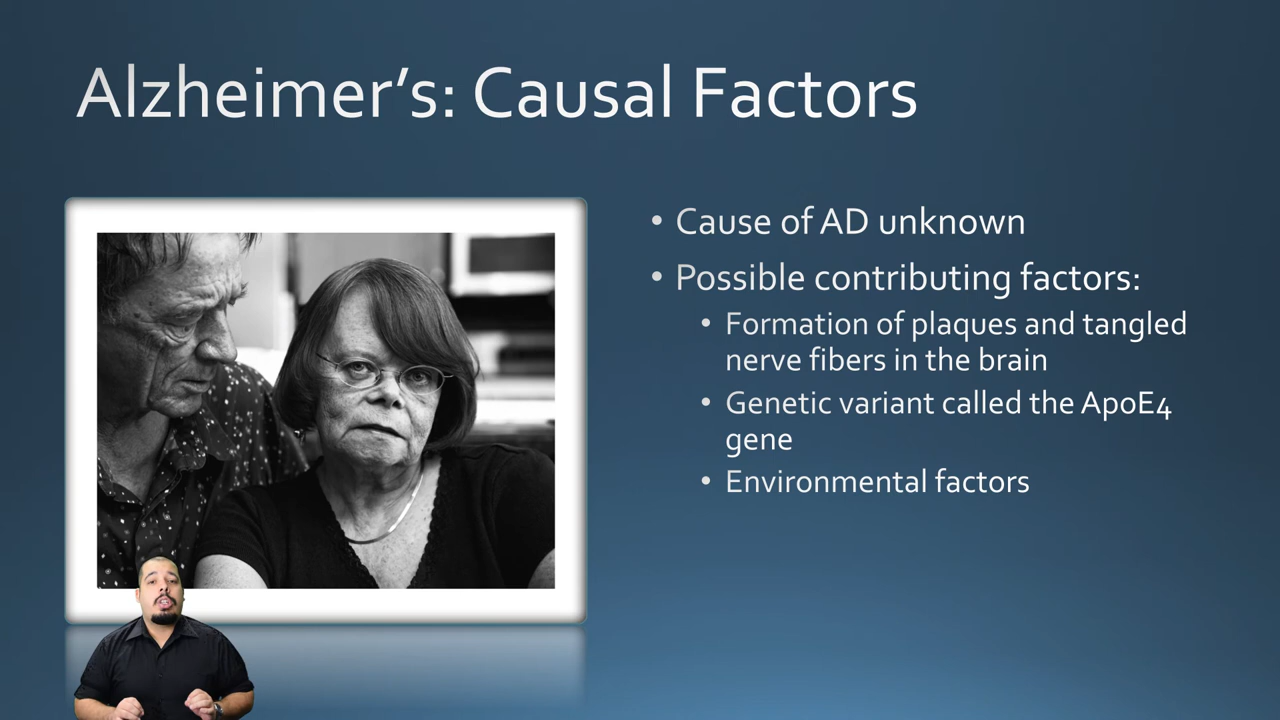 Alzheimer’s: Causal Factors
• Cause of AD unknown
• Possible contributing factors:
• Formation of plaques and tangled
nerve fibers in the brain
• Genetic variant called the ApoE4
gene
• Environmental factors